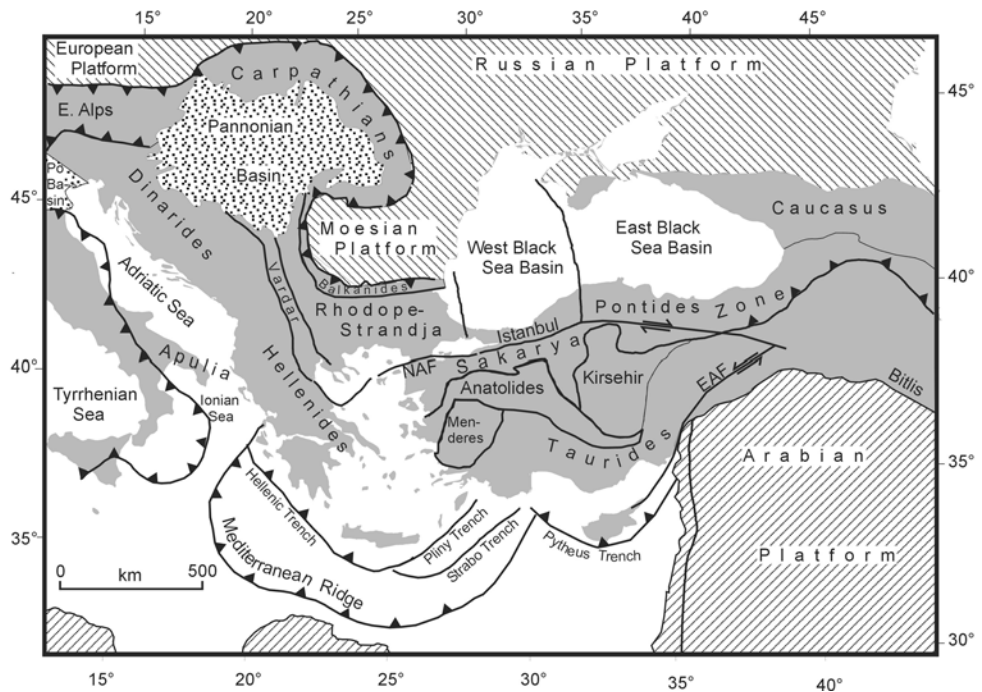 15° 20° 25° 30° 35° 40° 45°
European
Platform
Carpathians
Russian Platform
45°
E. Alps
Pannonian
Basin
Po
Ba-
sin
45°
Dinarides
Moesian
Platform
West Black
Sea Basin
East Black
Sea Basin
Caucasus
40°
Adriatic Sea
Vardar
Balkanides
Rhodope-
Strandja
Pontides Zone
Istanbul
40°
Apulia
Hellenides
NAF
Sakarya
Anatolides
Kirsehir
EAF
Bitlis
Tyrrhenian
Sea
Ionian
Sea
Men-
deres
Taurides
Arabian
35°
Hellenic Trench
Pliny Trench
Strabo Trench
Pytheus Trench
35°
Mediterranean Ridge
Platform
0 500
km
30°
15° 20° 25° 30° 35° 40°